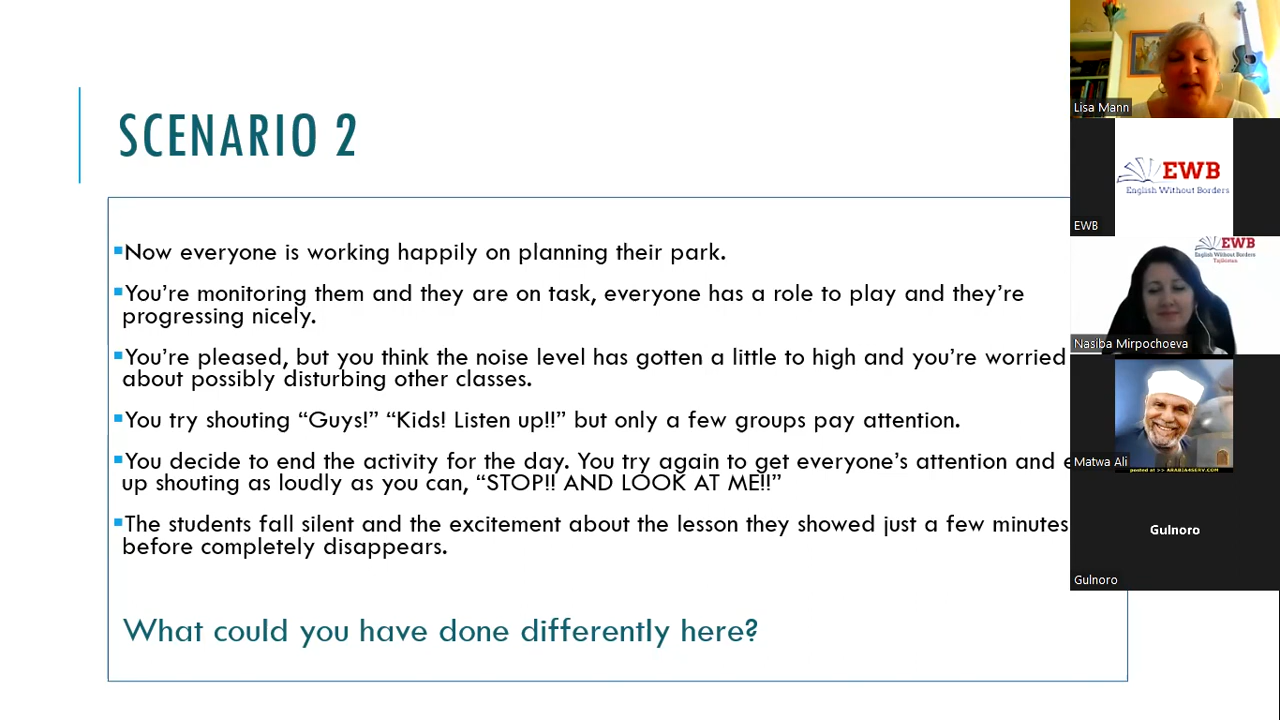 SCENARIO 2
▪Now everyone is working happily on planning their park.
▪You're monitoring them and they are on task, everyone has a role to play and they're
progressing nicely.
▪You're pleased, but you think the noise level has gotten a little to high and you're worried
about possibly disturbing other classes.
▪You try shouting “Guys!” “Kids! Listen up!!” but only a few groups pay attention.
▪You decide to end the activity for the day. You try again to get everyone's attention and
up shouting as loudly as you can, “STOP!! AND LOOK AT ME!!”
▪The students fall silent and the excitement about the lesson they showed just a few minutes
before completely disappears.
What could you have done differently here?
Lisa Mann
EWB
English Without Borders
EWB
EWB
English Without Borders
Tajikistan
Nasiba Mirpochoeva
Matwa Ali
posted at >> ARABIA4SERV.COM
Gulnoro
Gulnoro